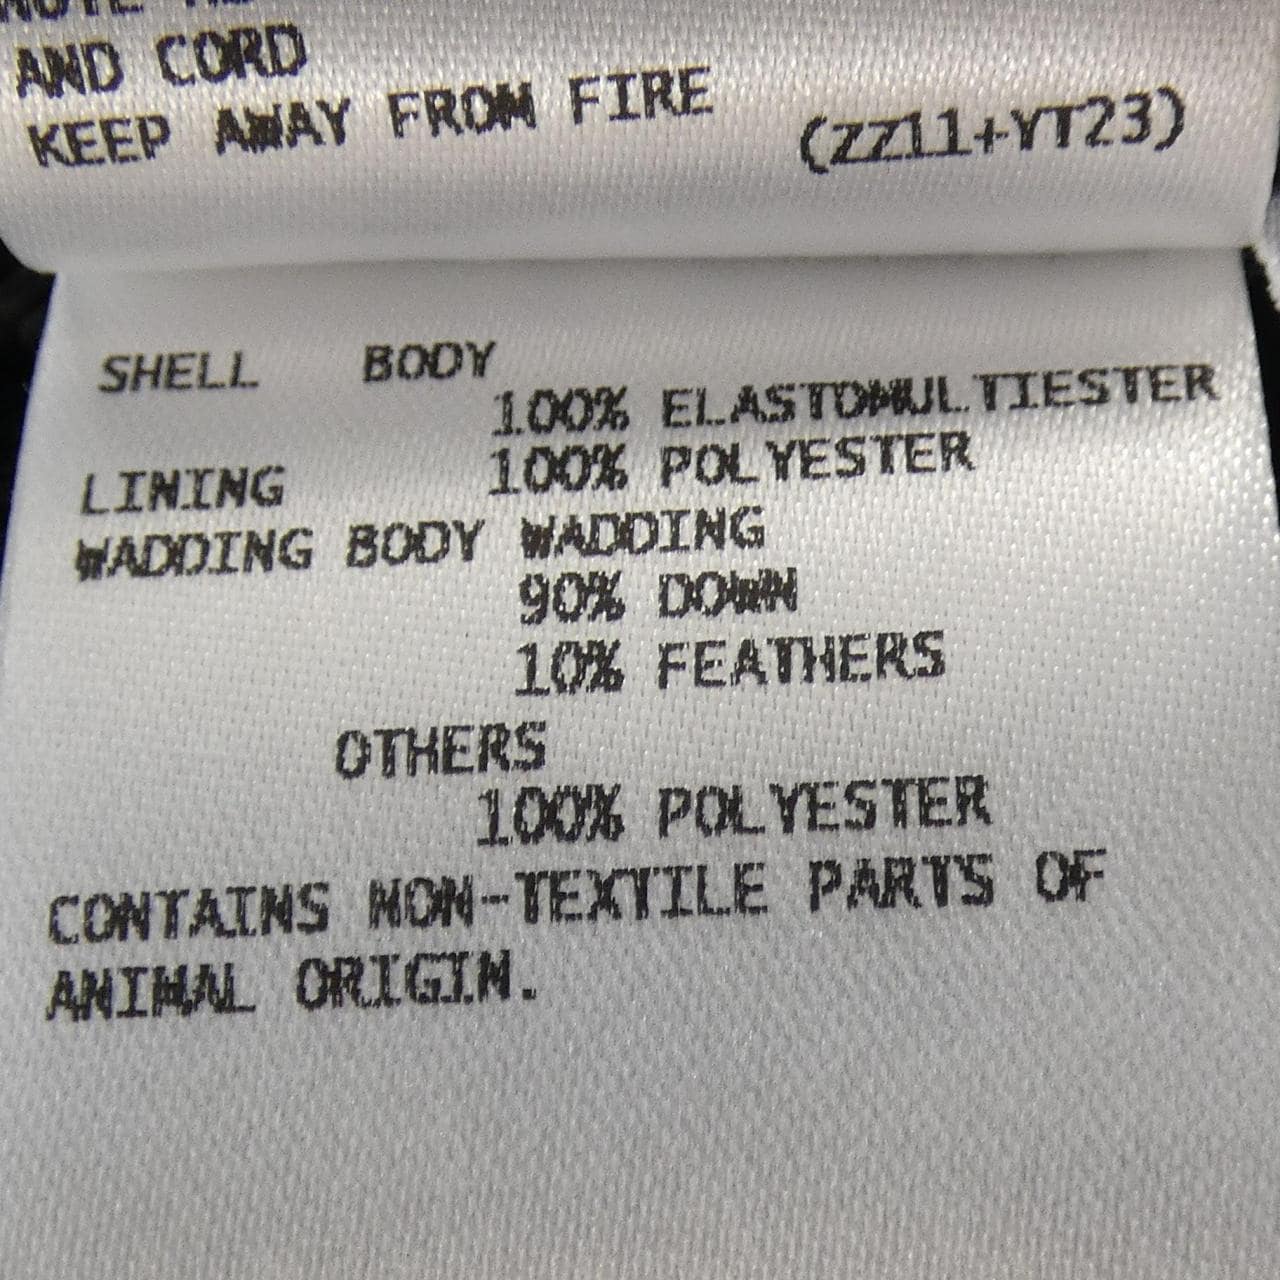 AND CORD
KEEP AWAY FROM FIRE (ZZ11+YT23)
SHELL BODY
100% ELASTOMULTIESTER
LINING 100% POLYESTER
WADDING BODY WADDING
90% DOWN
10% FEATHERS
OTHERS
100% POLYESTER
CONTAINS NON-TEXTILE PARTS OF
ANIMAL ORIGIN.